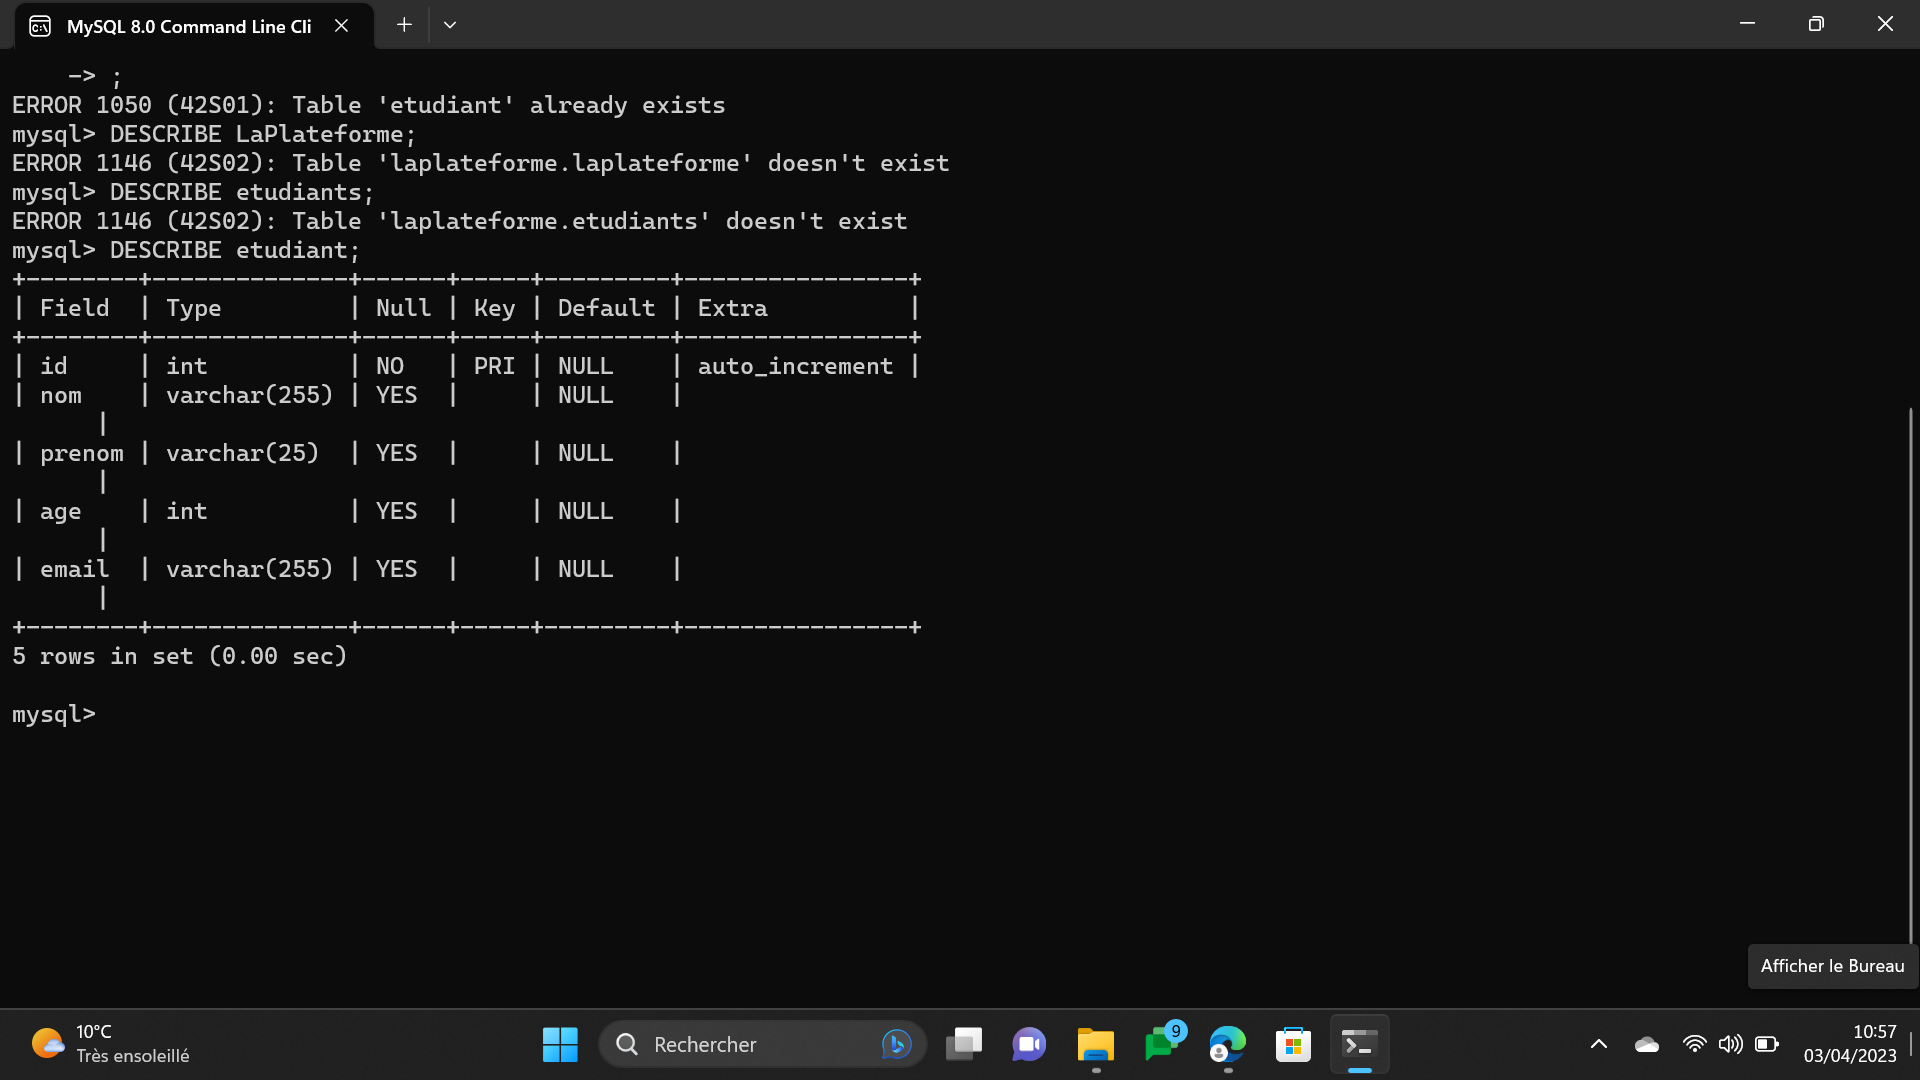 MySQL 8.0 Command Line Cli
    -> ;
ERROR 1050 (42S01): Table 'etudiant' already exists
mysql> DESCRIBE LaPlateforme;
ERROR 1146 (42S02): Table 'laplateforme.laplateforme' doesn't exist
mysql> DESCRIBE etudiants;
ERROR 1146 (42S02): Table 'laplateforme.etudiants' doesn't exist
mysql> DESCRIBE etudiant;
+--------+--------------+------+-----+---------+----------------+
| Field  | Type         | Null | Key | Default | Extra          |
+--------+--------------+------+-----+---------+----------------+
| id     | int          | NO   | PRI | NULL    | auto_increment |
| nom    | varchar(255) | YES  |     | NULL    |
      |
| prenom | varchar(25)  | YES  |     | NULL    |
      |
| age    | int          | YES  |     | NULL    |
      |
| email  | varchar(255) | YES  |     | NULL    |
      |
+--------+--------------+------+-----+---------+----------------+
5 rows in set (0.00 sec)
mysql>
Afficher le Bureau
10°C
Très ensoleillé
Rechercher
9
10:57
03/04/2023